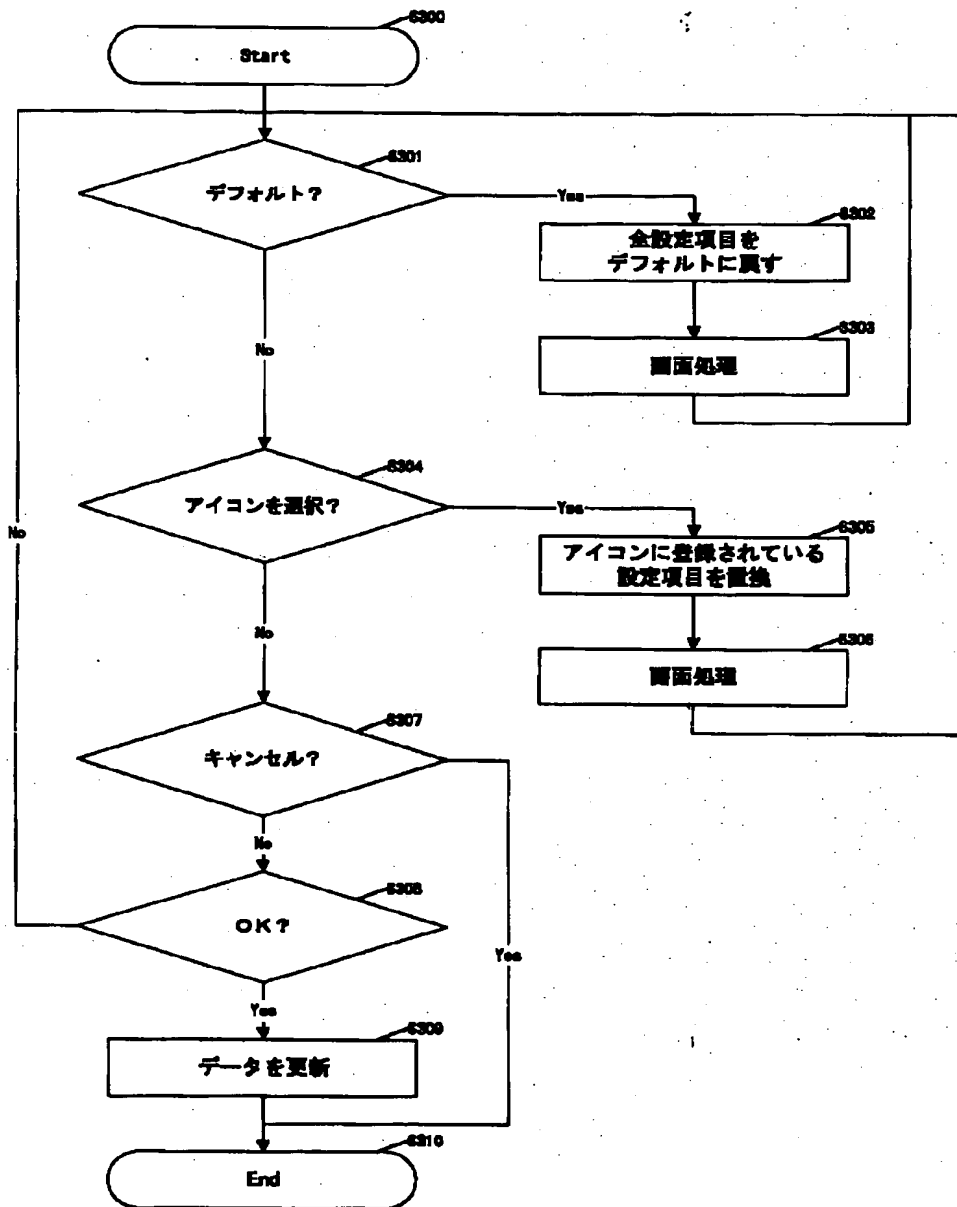 S300
Start
S301
デフォルト?
Yes
S302
全設定項目を
デフォルトに戻す
No
S303
画面処理
S304
アイコンを選択?
Yes
No
S305
アイコンに登録されている
設定項目を置換
No
S306
画面処理
S307
キャンセル?
No
S308
OK?
Yes
Yes
S309
データを更新
S310
End